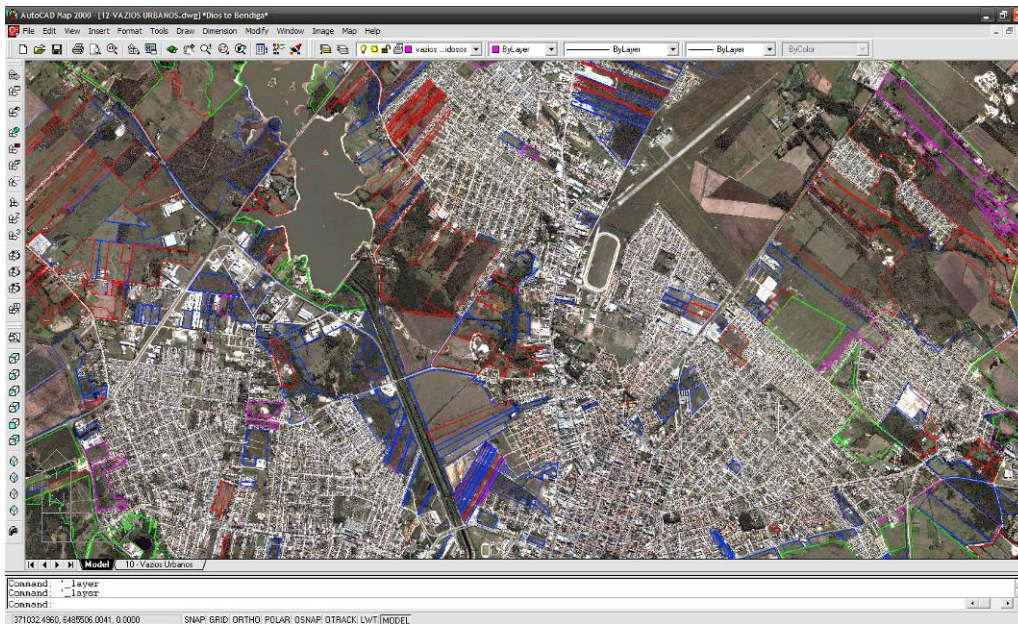 AutoCAD Map 2000 - [12-VAZIOS URBANOS.dwg] *Dios te Bendiga*
File Edit View Insert Format Tools Draw Dimension Modify Window Image Map Help
vazios ...idosos ByLayer ByLayer ByLayer ByColor
Model 10 - Vazios Urbanos
Command: '_layer
Command: '_layer
Command:
371032.4960, 6485506.0041, 0.0000 SNAP GRID ORTHO POLAR OSNAP OTRACK LWT MODEL